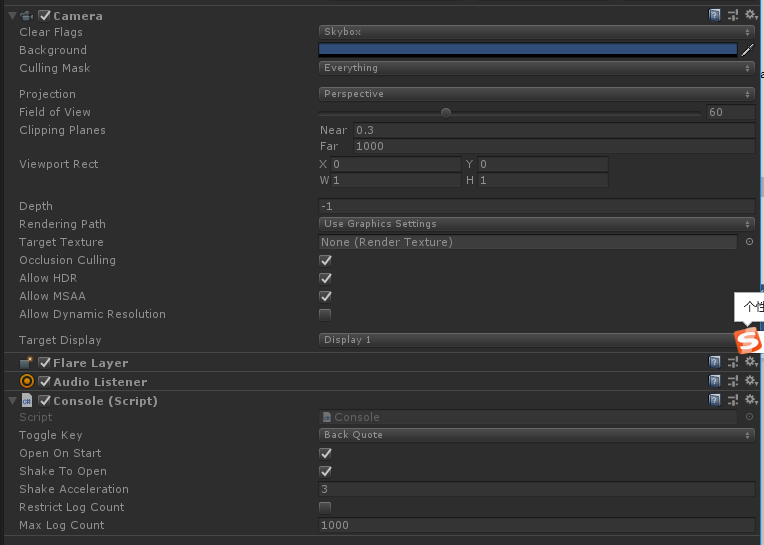 Camera
Clear Flags Skybox
Background
Culling Mask Everything
Projection Perspective
Field of View 60
Clipping Planes Near 0.3
Far 1000
Viewport Rect X 0 Y 0
W 1 H 1
Depth -1
Rendering Path Use Graphics Settings
Target Texture None (Render Texture)
Occlusion Culling
Allow HDR
Allow MSAA
Allow Dynamic Resolution
个性
Target Display Display 1
Flare Layer
Audio Listener
Console (Script)
Script Console
Toggle Key Back Quote
Open On Start
Shake To Open
Shake Acceleration 3
Restrict Log Count
Max Log Count 1000